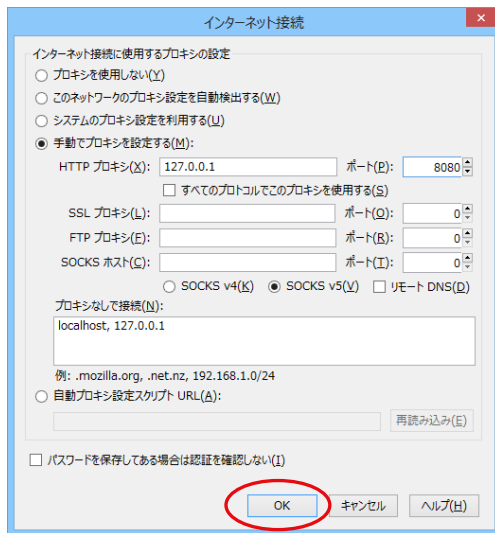 インターネット接続
インターネット接続に使用するプロキシの設定
プロキシを使用しない(Y)
このネットワークのプロキシ設定を自動検出する(W)
システムのプロキシ設定を利用する(U)
手動でプロキシを設定する(M):
HTTP プロキシ(X): 127.0.0.1 ポート(P): 8080
すべてのプロトコルでこのプロキシを使用する(S)
SSL プロキシ(L): ポート(O): 0
FTP プロキシ(F): ポート(R): 0
SOCKS ホスト(C): ポート(T): 0
SOCKS v4(K) SOCKS v5(V) リモート DNS(D)
プロキシなしで接続(N):
localhost, 127.0.0.1
例: .mozilla.org, .net.nz, 192.168.1.0/24
自動プロキシ設定スクリプト URL(A):
再読み込み(E)
パスワードを保存してある場合は認証を確認しない(I)
OK キャンセル ヘルプ(H)